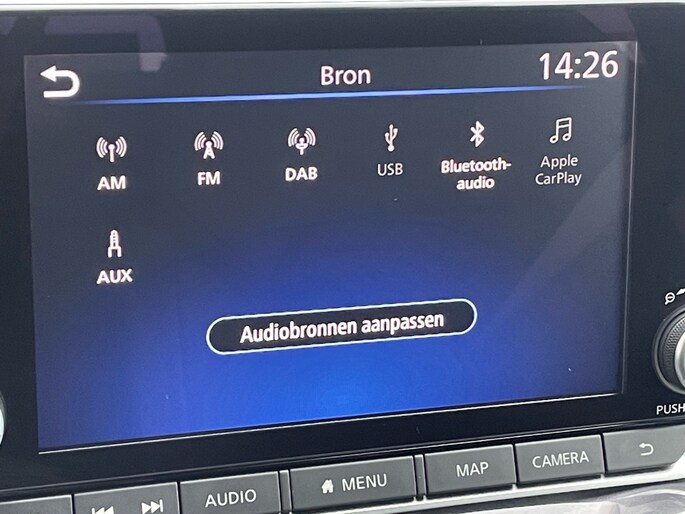 Bron
14:26
AM
FM
DAB
USB
Bluetooth-
audio
Apple
CarPlay
AUX
Audiobronnen aanpassen
PUSH
AUDIO
MENU
MAP
CAMERA